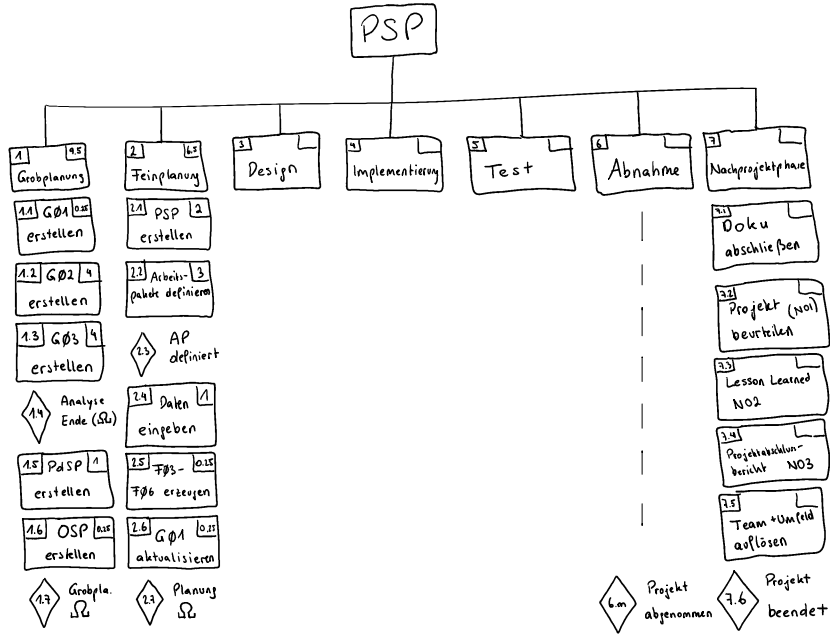 PSP
1 9.5
Grobplanung
2 6.5
Feinplanung
3
Design
4
Implementierung
5
Test
6
Abnahme
7
Nachprojektphase
1.1 GØ1 0.25
erstellen
1.2 GØ2 4
erstellen
1.3 GØ3 4
erstellen
1.4 Analyse
Ende (Ω)
1.5 PdSP 1
erstellen
1.6 OSP 0.25
erstellen
1.7 Grobpla.
Ω
2.1 PSP 2
erstellen
2.2 Arbeits- 3
pakete definieren
2.3 AP
definiert
2.4 Daten 1
eingeben
2.5 FØ3- 0.25
FØ6 erzeugen
2.6 GØ1 0.25
aktualisieren
2.7 Planung
Ω
6.m Projekt
abgenommen
7.1
Doku
abschließen
7.2
Projekt (NO1)
beurteilen
7.3
Lesson Learned
NO2
7.4
Projektabschluss-
bericht NO3
7.5
Team + Umfeld
auflösen
7.6 Projekt
beendet